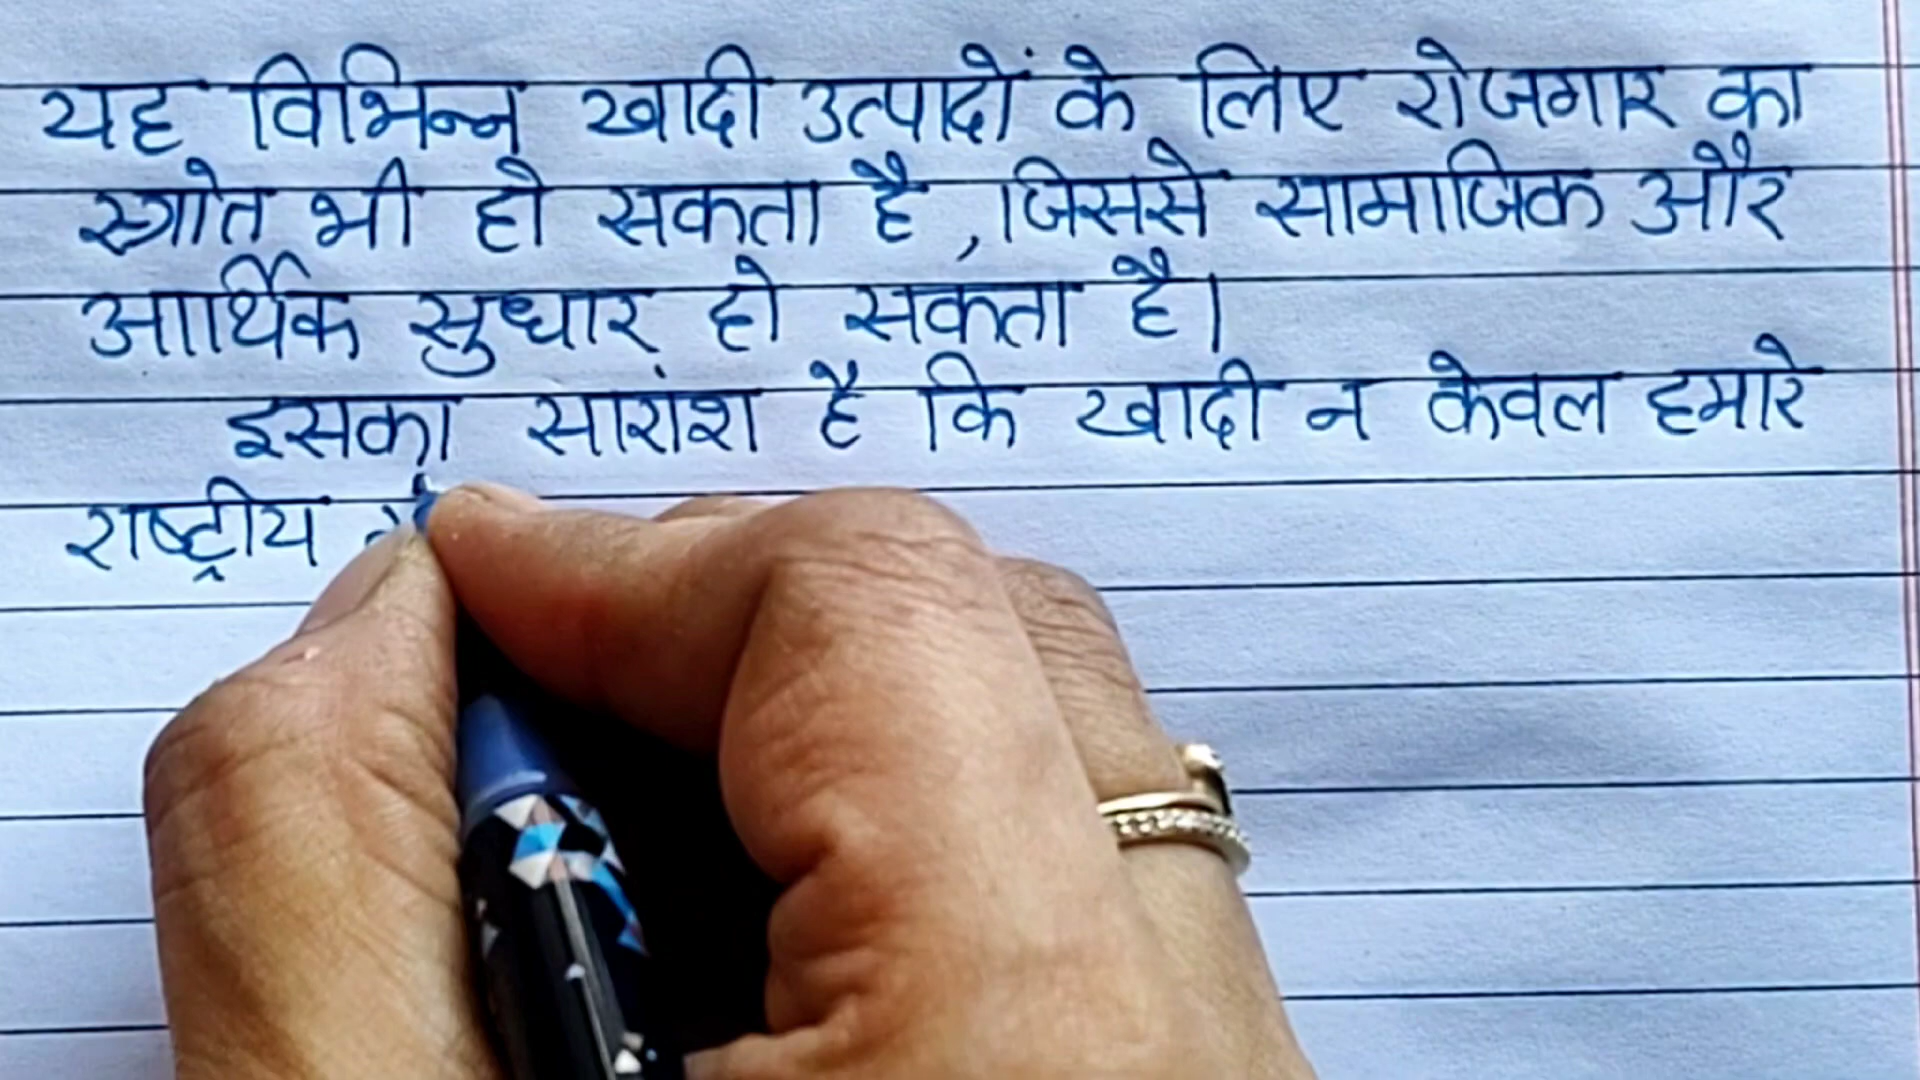 यह विभिन्न खादी उत्पादों के लिए रोजगार का
स्त्रोत भी हो सकता है, जिससे सामाजिक और
आर्थिक सुधार हो सकता है।
इसका सारांश है कि खादी न केवल हमारे
राष्ट्रीय